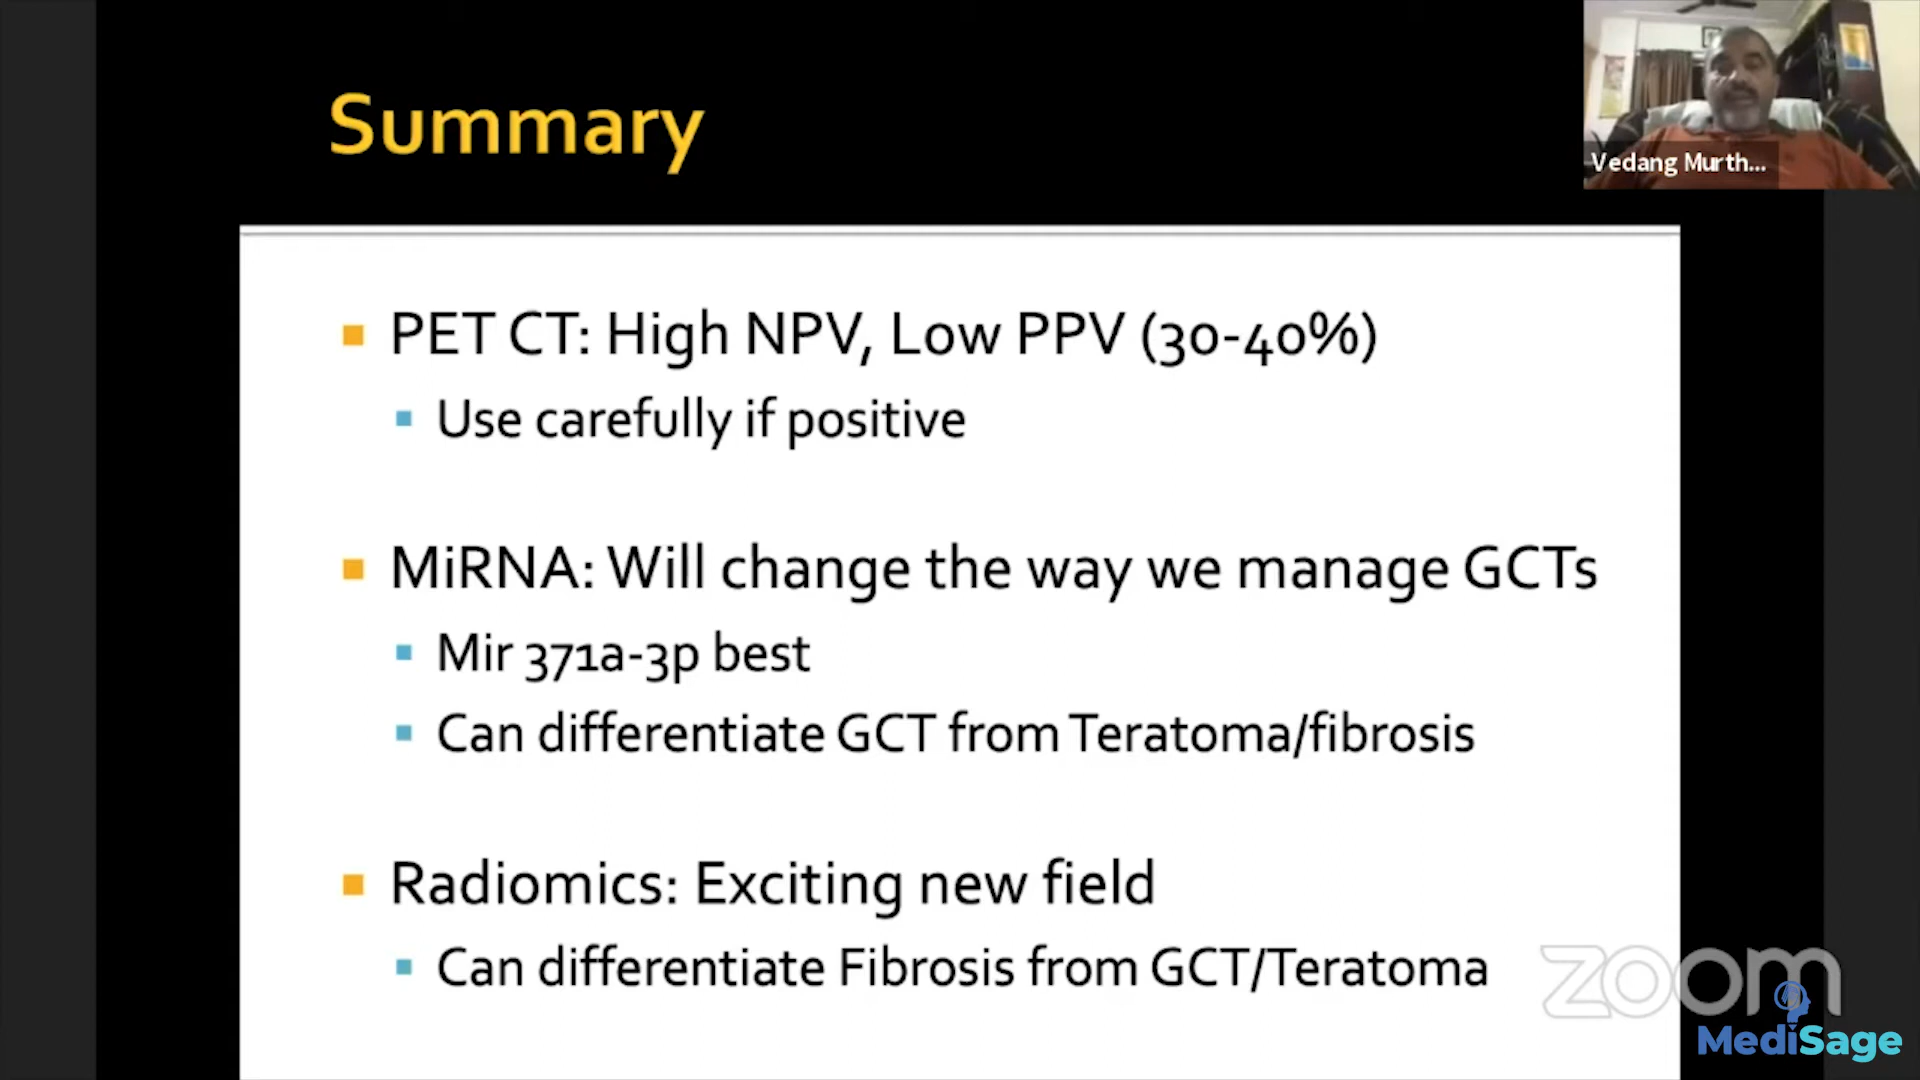 Summary
Vedang Murth...
PET CT: High NPV, Low PPV (30-40%)
Use carefully if positive
MiRNA: Will change the way we manage GCTs
Mir 371a-3p best
Can differentiate GCT from Teratoma/fibrosis
Radiomics: Exciting new field
Can differentiate Fibrosis from GCT/Teratoma
zoom
MediSage